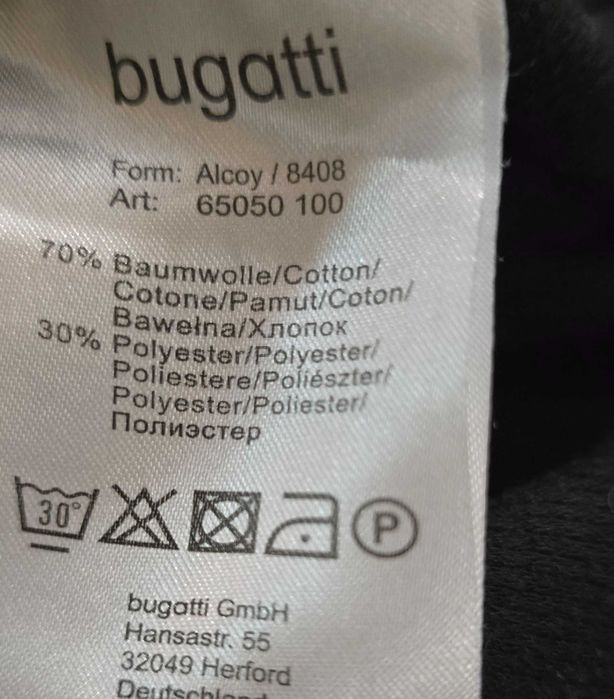 bugatti
Form: Alcoy / 8408
Art: 65050 100
70% Baumwolle/Cotton/
Cotone/Pamut/Coton/
Bawełna/Хлопок
30% Polyester/Polyester/
Poliestere/Poliészter/
Polyester/Poliester/
Полиэстер
30°
P
bugatti GmbH
Hansastr. 55
32049 Herford
Deutschland